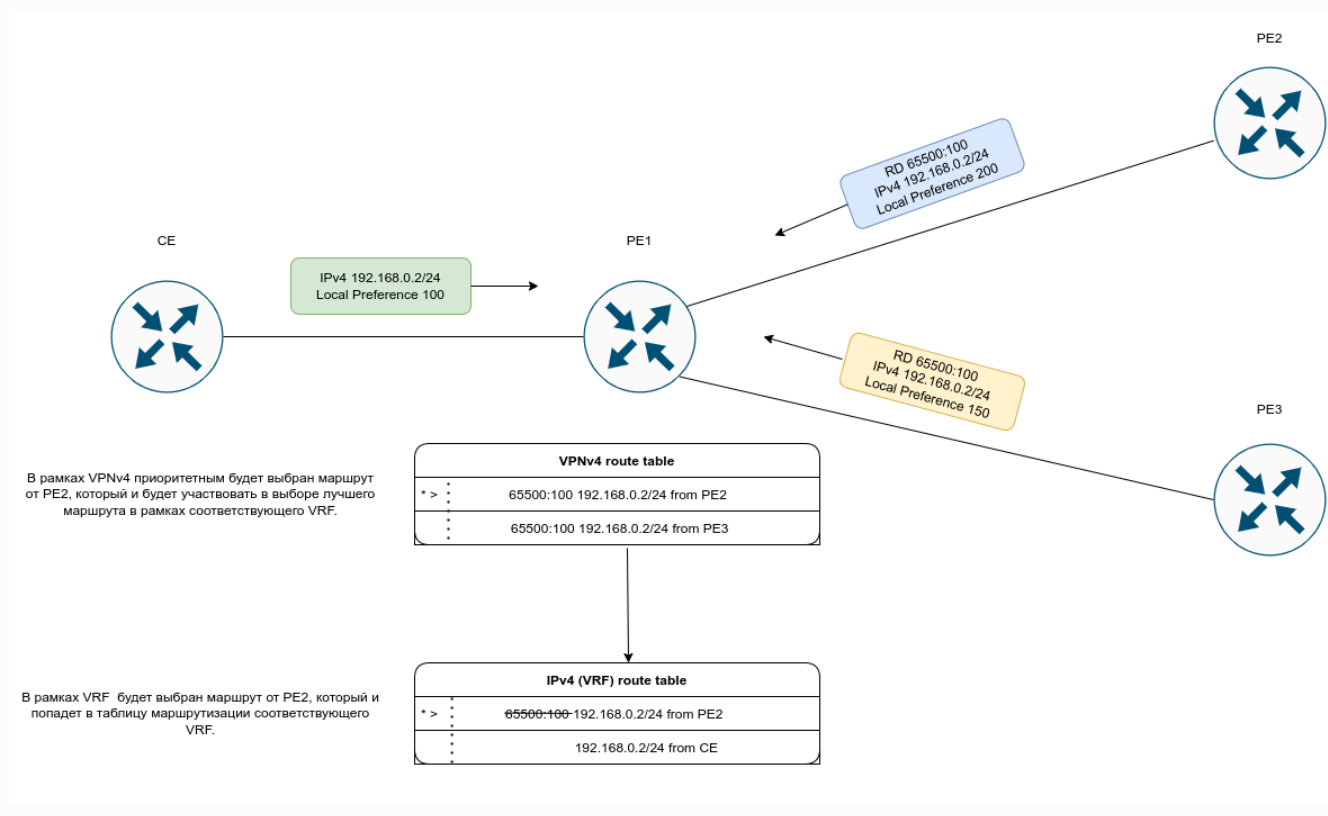 PE2
RD 65500:100
IPv4 192.168.0.2/24
Local Preference 200
CE
PE1
IPv4 192.168.0.2/24
Local Preference 100
RD 65500:100
IPv4 192.168.0.2/24
Local Preference 150
PE3
В рамках VPNv4 приоритетным будет выбран маршрут
от PE2, который и будет участвовать в выборе лучшего
маршрута в рамках соответствующего VRF.
VPNv4 route table
* > 65500:100 192.168.0.2/24 from PE2
65500:100 192.168.0.2/24 from PE3
В рамках VRF будет выбран маршрут от PE2, который и
попадет в таблицу маршрутизации соответствующего
VRF.
IPv4 (VRF) route table
* > 65500:100 192.168.0.2/24 from PE2
192.168.0.2/24 from CE